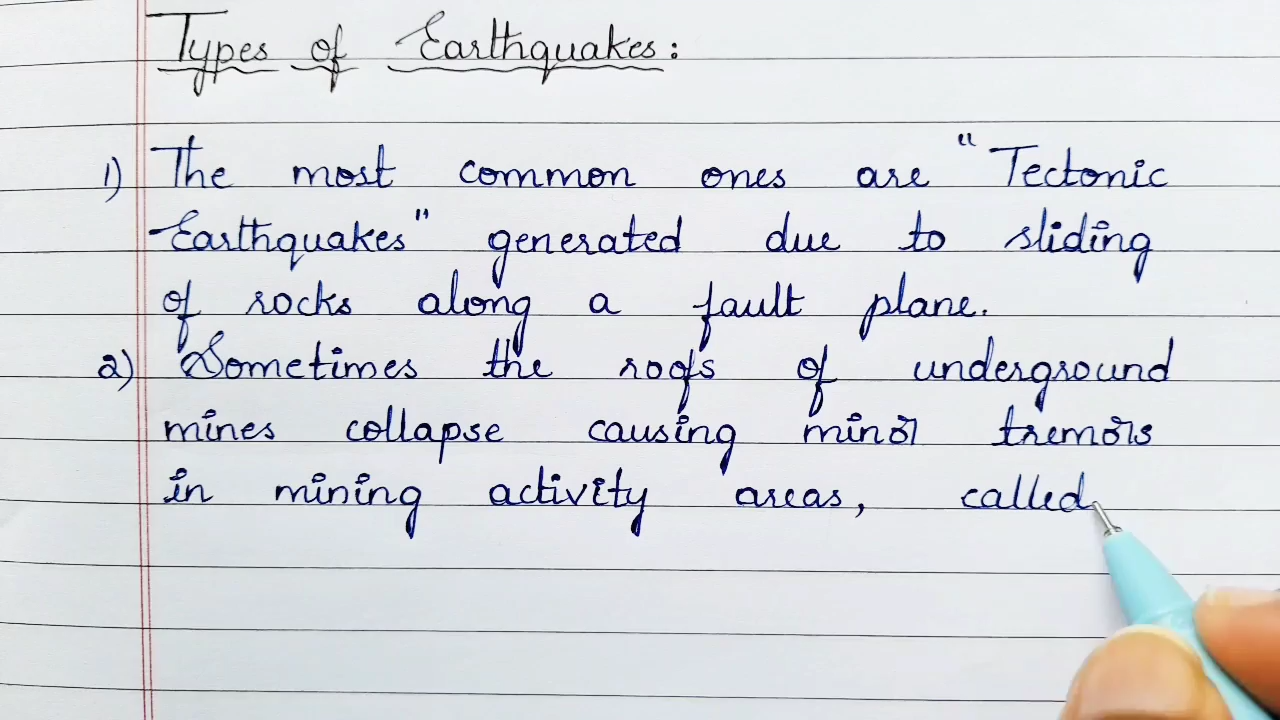 Types of Earthquakes:
1) The most common ones are "Tectonic
Earthquakes" generated due to sliding
of rocks along a fault plane.
2) Sometimes the roofs of underground
mines collapse causing minor tremors
in mining activity areas, called